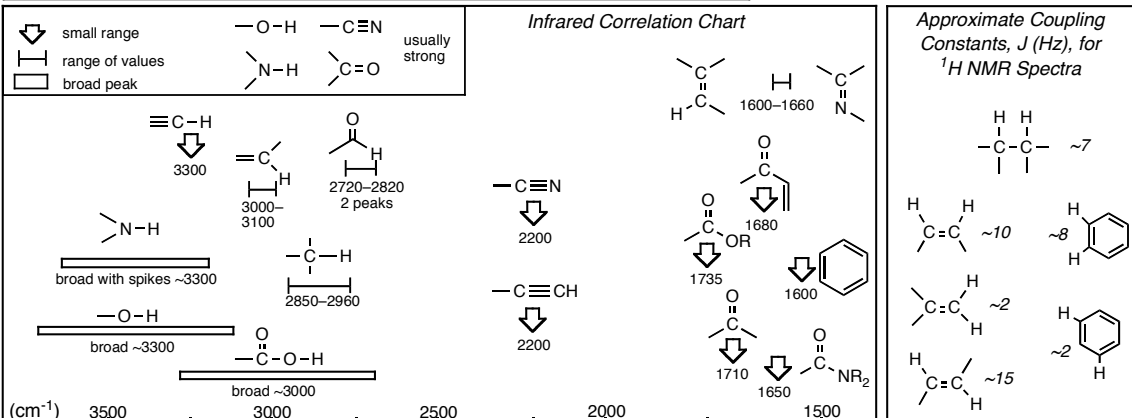 small range
range of values
broad peak
—O—H
—C≡N
N—H
C=O
usually
strong
Infrared Correlation Chart
≡C—H
3300
H
3000–
3100
O
H
2720–2820
2 peaks
N—H
broad with spikes ~3300
—C—H
2850–2960
—O—H
broad ~3300
O
—C—O—H
broad ~3000
—C≡N
2200
—C≡CH
2200
C
H C
1600–1660
C
N
O
C
1680
O
C
OR
1735
1600
O
C
1710
O
C
NR2
1650
(cm-1)
3500
3000
2500
2000
1500
Approximate Coupling
Constants, J (Hz), for
1H NMR Spectra
H H
C—C
~7
H H
C=C
~10
~8
H
H
C=C
H
H
~2
H
C=C
H
~15
~2
H
H